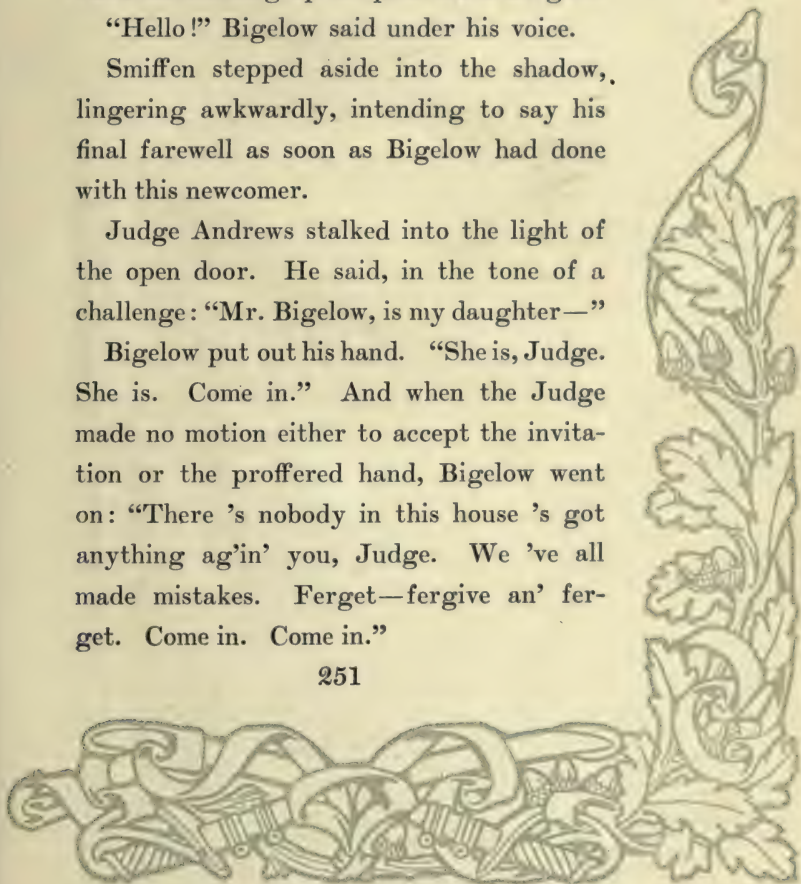 "Hello!" Bigelow said under his voice.
Smiffen stepped aside into the shadow,
lingering awkwardly, intending to say his
final farewell as soon as Bigelow had done
with this newcomer.
Judge Andrews stalked into the light of
the open door. He said, in the tone of a
challenge: "Mr. Bigelow, is my daughter—"
Bigelow put out his hand. "She is, Judge.
She is. Come in." And when the Judge
made no motion either to accept the invita-
tion or the proffered hand, Bigelow went
on: "There 's nobody in this house 's got
anything ag'in' you, Judge. We 've all
made mistakes. Ferget—fergive an' fer-
get. Come in. Come in."
251